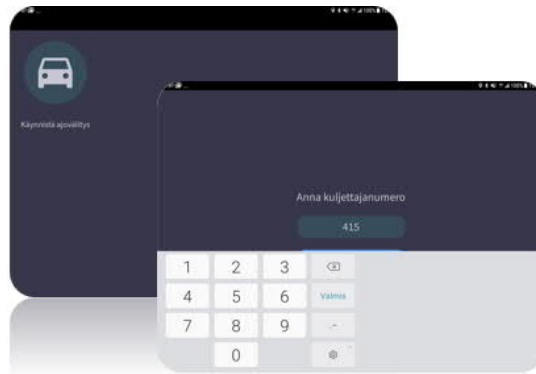 Käynnistä ajovälitys
Anna kuljettajanumero
415
1 2 3
4 5 6 Valmis
7 8 9 .-
0